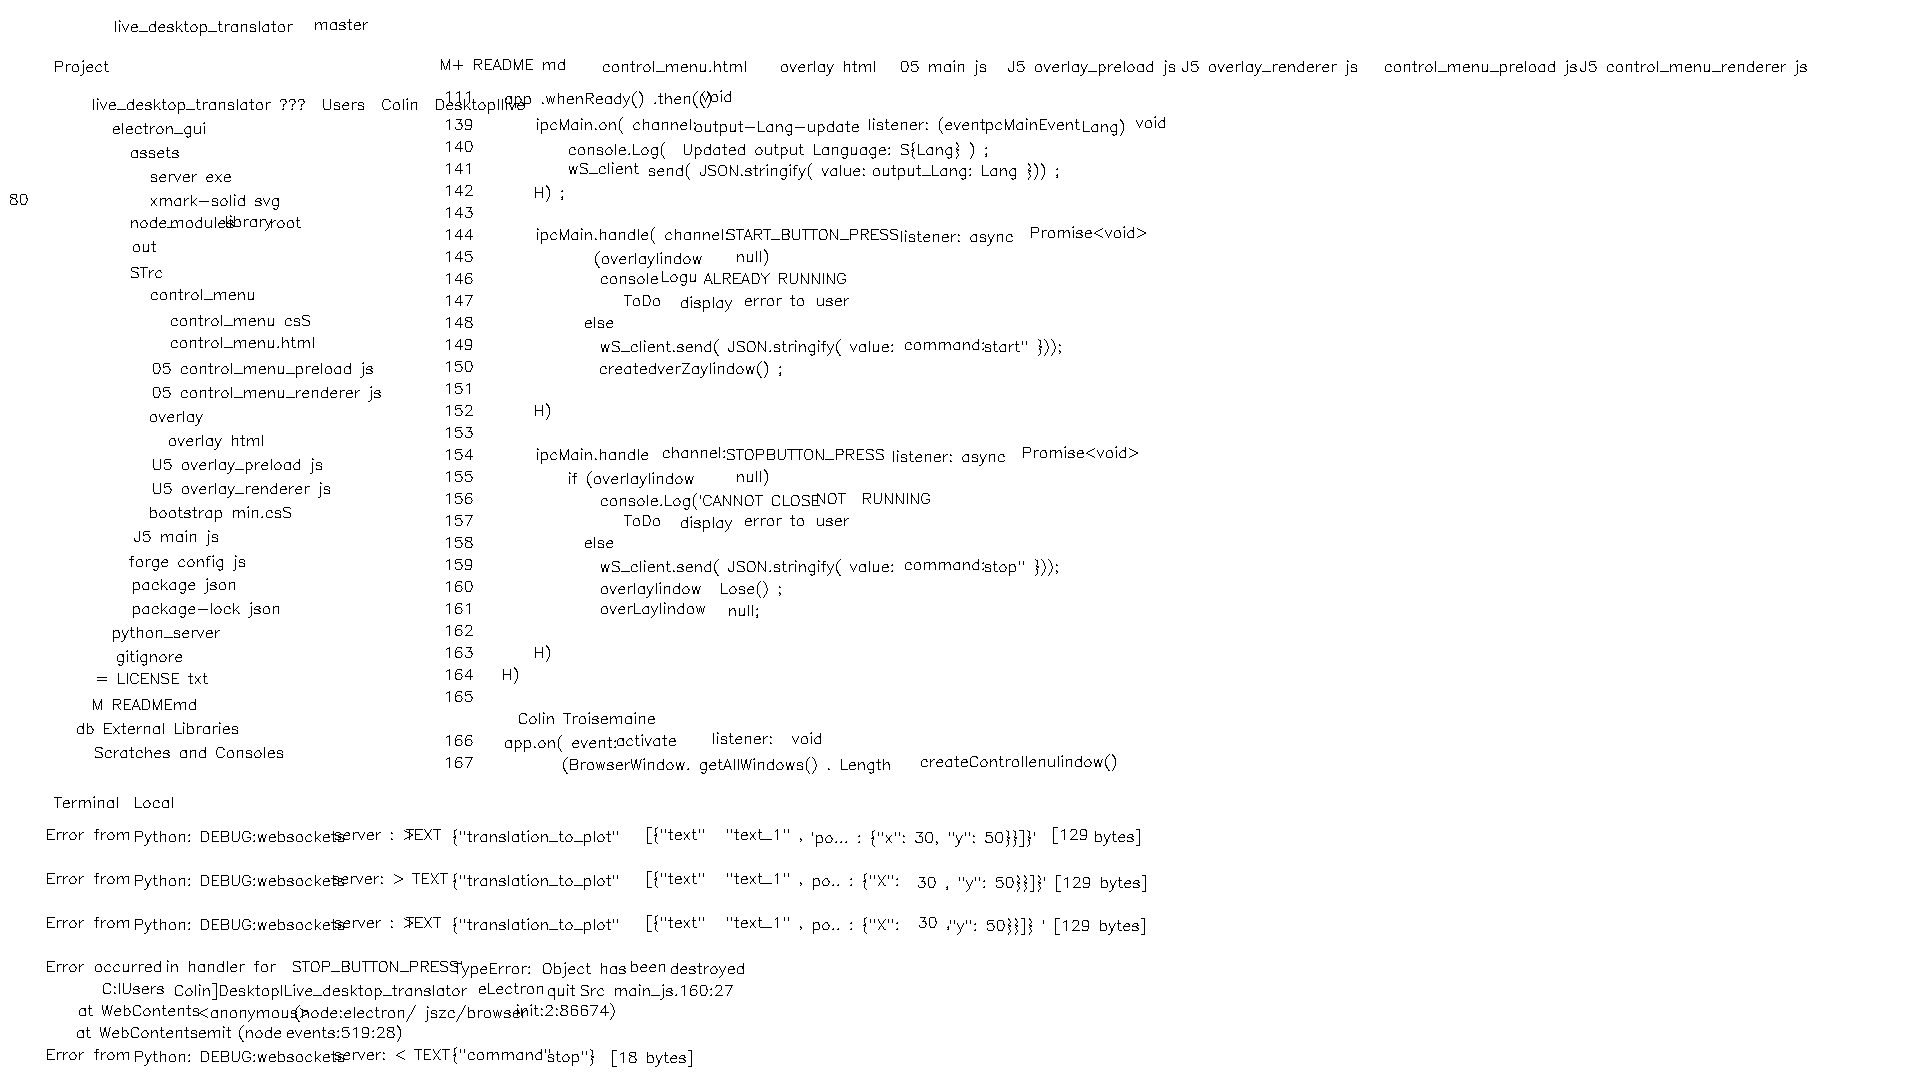 live_desktop_translator master
Project
M+ README md control_menu.html overlay html 05 main js J5 overlay_preload js J5 overlay_renderer js control_menu_preload js J5 control_menu_renderer js
live_desktop_translator ??? Users Colin Desktopllive
electron_gui
assets
server exe
80
xmark-solid svg
node_modules library root
out
STrc
control_menu
control_menu csS
control_menu.html
05 control_menu_preload js
05 control_menu_renderer js
overlay
overlay html
U5 overlay_preload js
U5 overlay_renderer js
bootstrap min.csS
J5 main js
forge config js
package json
package-lock json
python_server
gitignore
= LICENSE txt
M READMEmd
db External Libraries
Scratches and Consoles
111 app .whenReady() .then(() void
139 ipcMain.on( channel: output-Lang-update listener: (event ipcMainEvent Lang) void
140 console.Log( Updated output Language: S{Lang} ) ;
141 wS_client send( JSON.stringify( value: output_Lang: Lang })) ;
142 H) ;
143
144 ipcMain.handle( channel: START_BUTTON_PRESS listener: async Promise<void>
145 (overlaylindow null)
146 console Logu ALREADY RUNNING
147 ToDo display error to user
148 else
149 wS_client.send( JSON.stringify( value: command: start" }));
150 createdverZaylindow() ;
151
152 H)
153
154 ipcMain.handle channel: STOPBUTTON_PRESS listener: async Promise<void>
155 if (overlaylindow null)
156 console.Log('CANNOT CLOSE NOT RUNNING
157 ToDo display error to user
158 else
159 wS_client.send( JSON.stringify( value: command: stop" }));
160 overlaylindow Lose() ;
161 overLaylindow null;
162
163 H)
164 H)
165
Colin Troisemaine
166 app.on( event: activate listener: void
167 (BrowserWindow. getAllWindows() . Length createControllenulindow()
Terminal Local
Error from Python: DEBUG:websockets server : > TEXT {"translation_to_plot" [{"text" "text_1" , 'po... : {"x": 30, "y": 50}}]}' [129 bytes]
Error from Python: DEBUG:websockets server: > TEXT {"translation_to_plot" [{"text" "text_1" , po.. : {"X": 30 , "y": 50}}]}' [129 bytes]
Error from Python: DEBUG:websockets server : > TEXT {"translation_to_plot" [{"text" "text_1" , po.. : {"X": 30 ,"y": 50}}]} ' [129 bytes]
Error occurred in handler for STOP_BUTTON_PRESS' TypeError: Object has been destroyed
C:lUsers Colin]DesktoplLive_desktop_translator eLectron quit Src main_js.160:27
at WebContents <anonymous> (node:electron/ jszc/browser init:2:86674)
at WebContentsemit (node events:519:28)
Error from Python: DEBUG:websockets server: < TEXT {"command" stop"} [18 bytes]